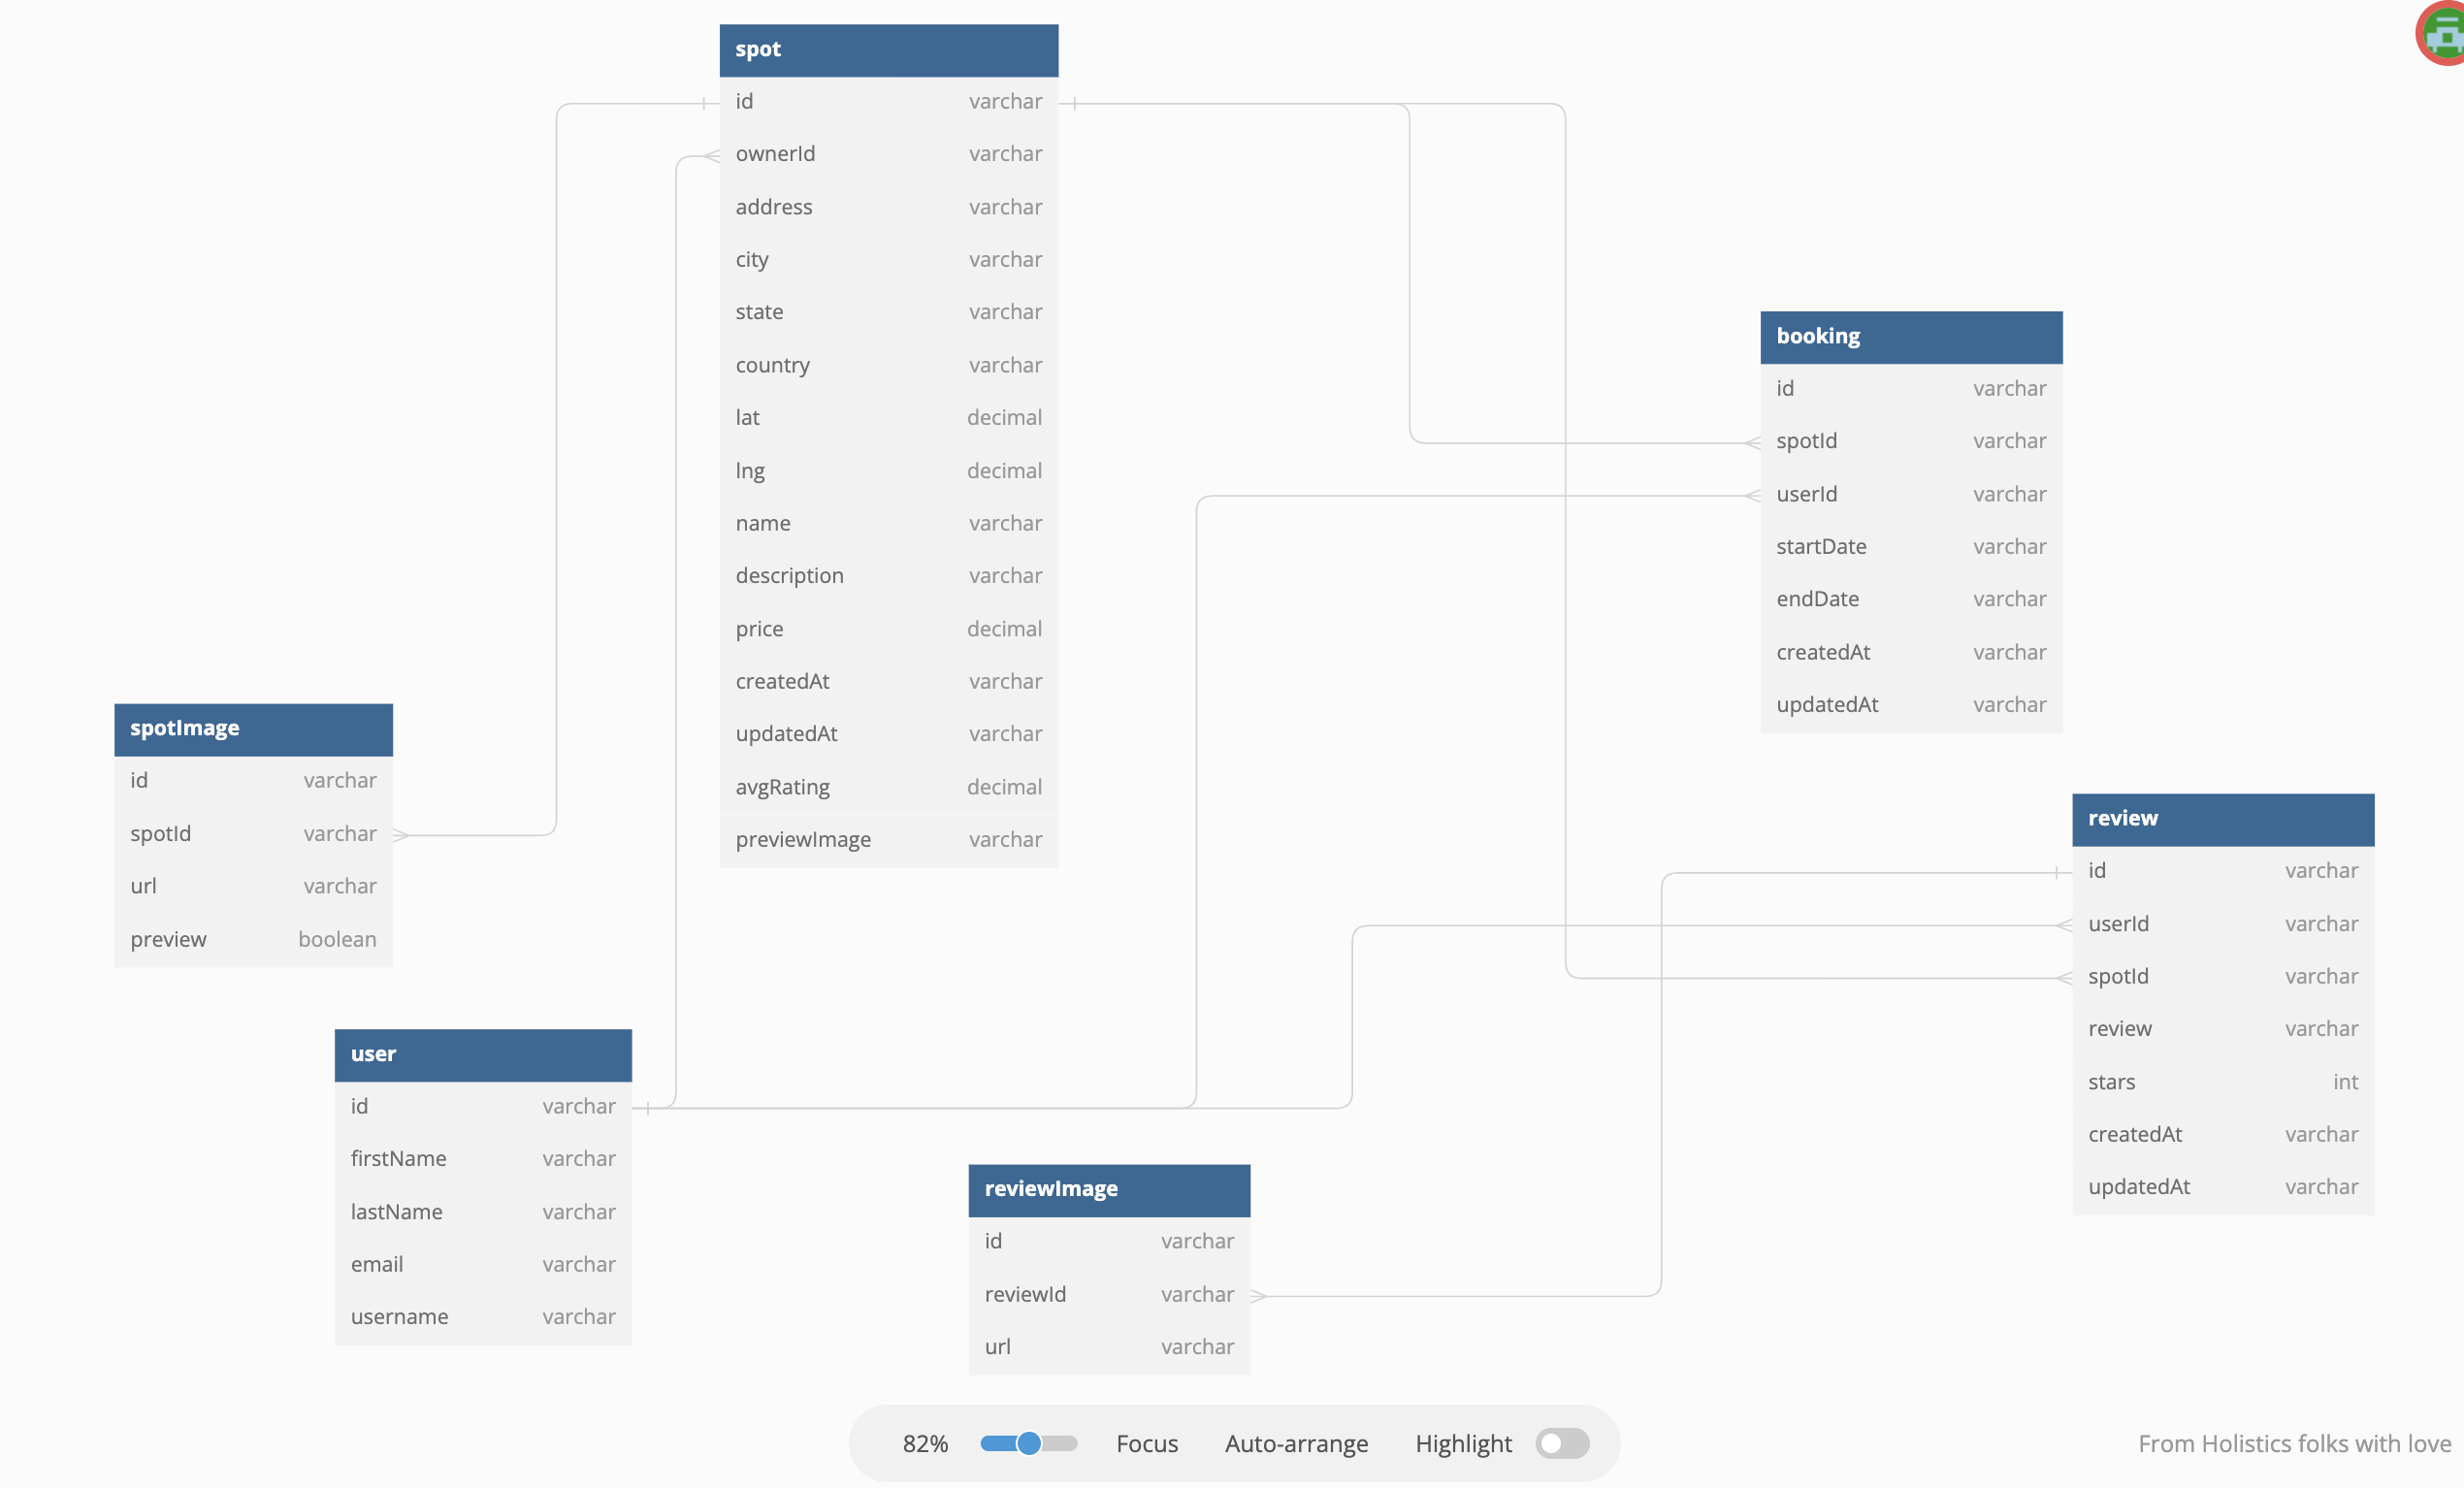 spot
id varchar
ownerId varchar
address varchar
city varchar
state varchar
country varchar
lat decimal
lng decimal
name varchar
description varchar
price decimal
createdAt varchar
updatedAt varchar
avgRating decimal
previewImage varchar
booking
id varchar
spotId varchar
userId varchar
startDate varchar
endDate varchar
createdAt varchar
updatedAt varchar
spotImage
id varchar
spotId varchar
url varchar
preview boolean
review
id varchar
userId varchar
spotId varchar
review varchar
stars int
createdAt varchar
updatedAt varchar
user
id varchar
firstName varchar
lastName varchar
email varchar
username varchar
reviewImage
id varchar
reviewId varchar
url varchar
82% Focus Auto-arrange Highlight
From Holistics folks with love